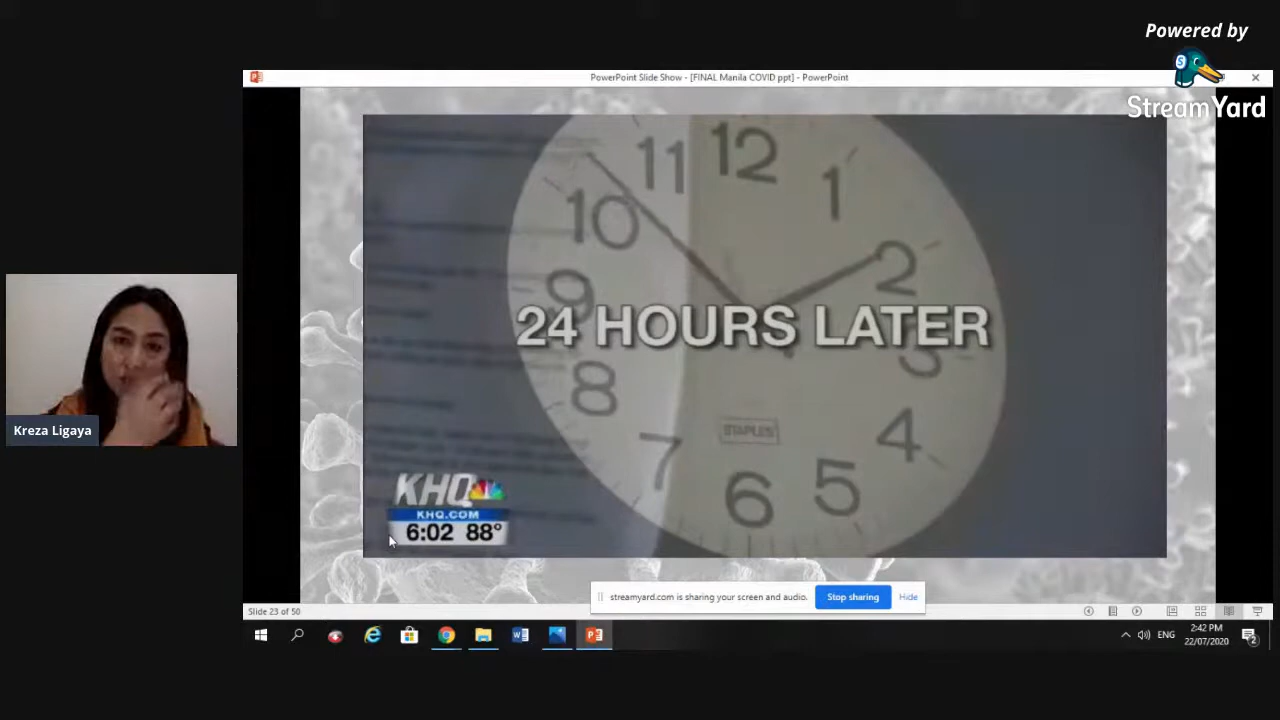 Powered by
StreamYard
PowerPoint Slide Show - [FINAL Manila COVID ppt] - PowerPoint
11 12 1
10 2
9 3
24 HOURS LATER
8 4
STAPLES
7 6 5
Kreza Ligaya
KHQ
KHQ.COM
6:02 88°
streamyard.com is sharing your screen and audio.
Stop sharing
Hide
Slide 23 of 50
ENG
2:42 PM
22/07/2020
2